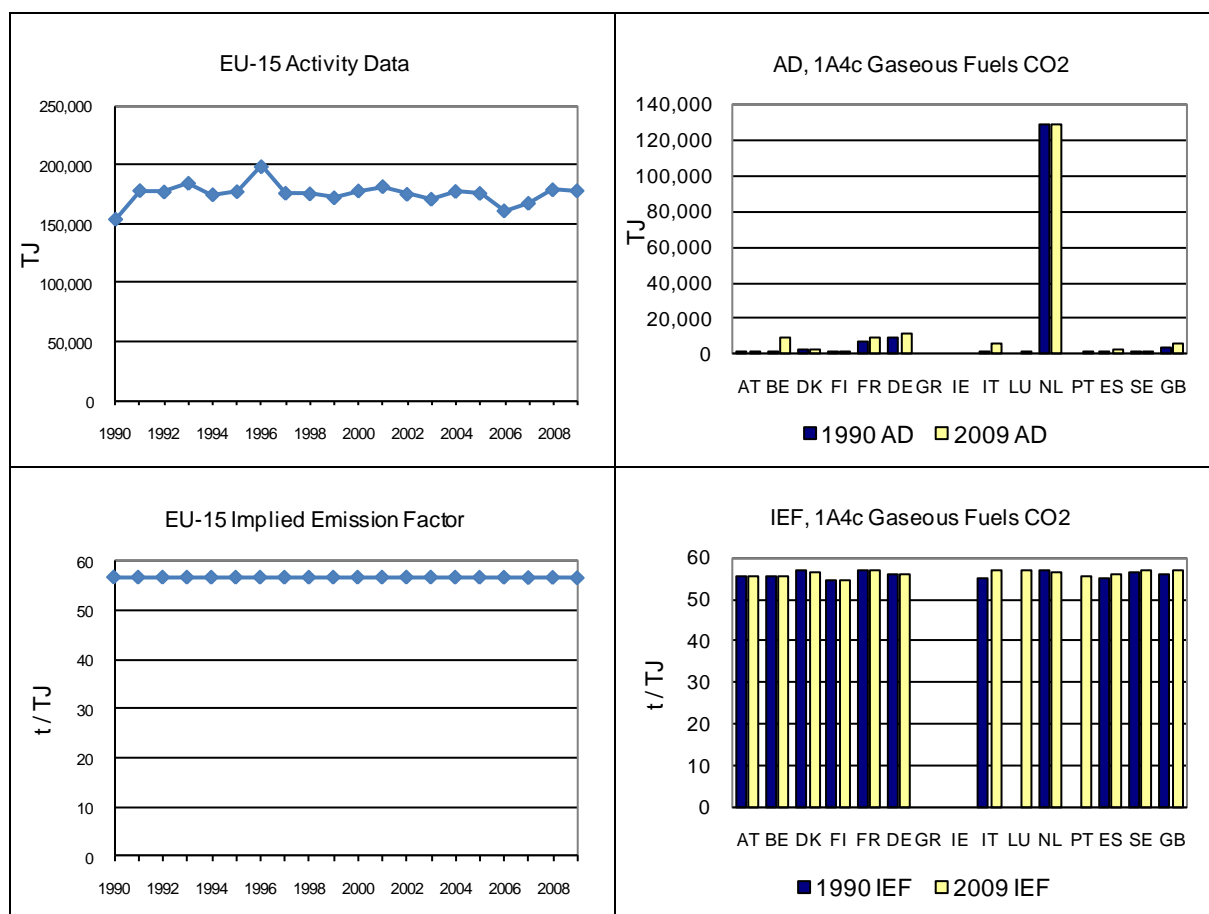 EU-15 Activity Data
250,000
200,000
150,000
100,000
50,000
0
TJ
1990 1992 1994 1996 1998 2000 2002 2004 2006 2008
AD, 1A4c Gaseous Fuels CO2
140,000
120,000
100,000
80,000
60,000
40,000
20,000
0
TJ
AT BE DK FI FR DE GR IE IT LU NL PT ES SE GB
1990 AD 2009 AD
EU-15 Implied Emission Factor
60
50
40
30
20
10
0
t / TJ
1990 1992 1994 1996 1998 2000 2002 2004 2006 2008
IEF, 1A4c Gaseous Fuels CO2
60
50
40
30
20
10
0
t / TJ
AT BE DK FI FR DE GR IE IT LU NL PT ES SE GB
1990 IEF 2009 IEF